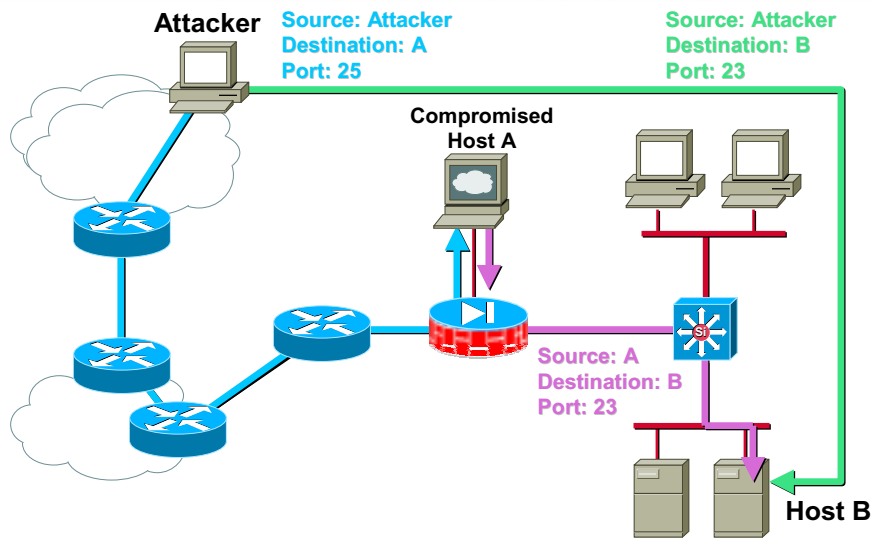 Attacker
Source: Attacker
Destination: A
Port: 25
Source: Attacker
Destination: B
Port: 23
Compromised
Host A
Si
Source: A
Destination: B
Port: 23
Host B